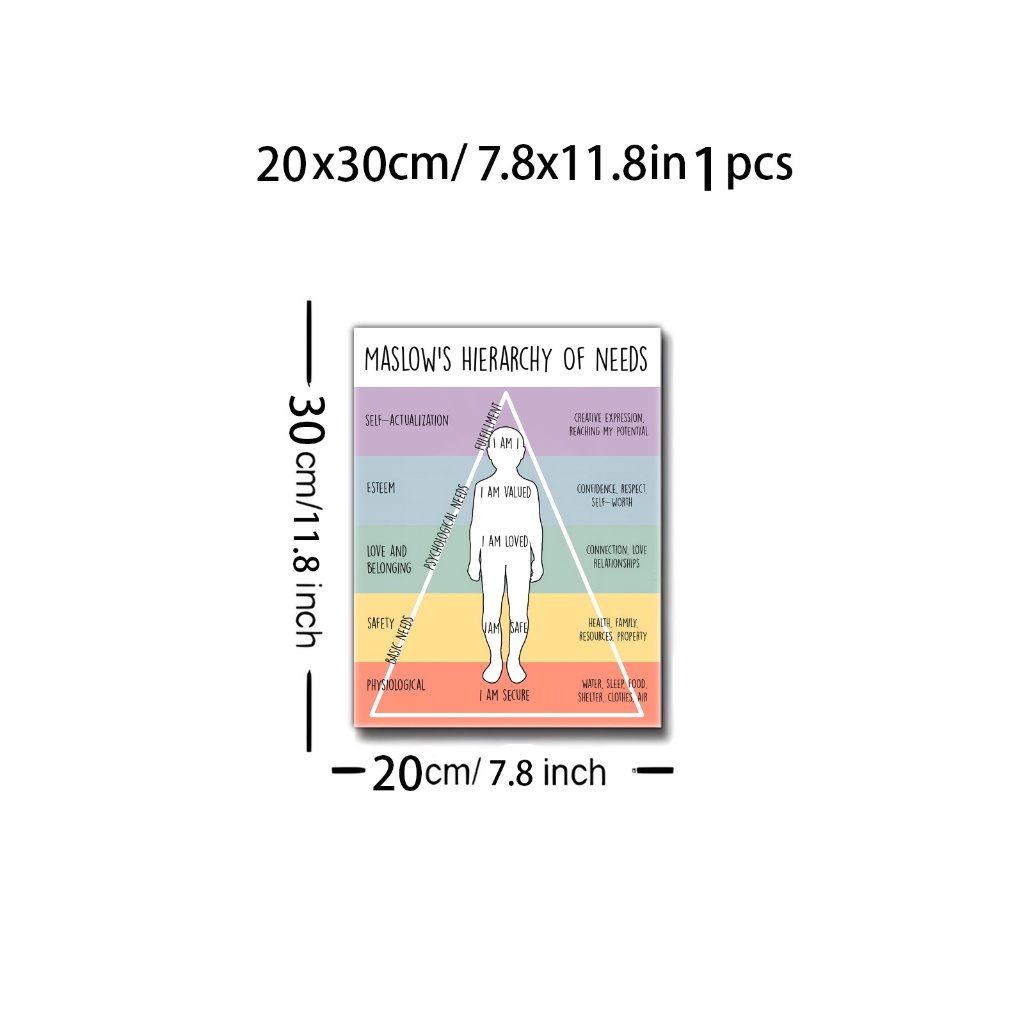 20x30cm/ 7.8x11.8in 1 pcs
30cm/11.8 inch
MASLOW'S HIERARCHY OF NEEDS
SELF-ACTUALIZATION
FULFILLMENT
I AM I
CREATIVE EXPRESSION,
REACHING MY POTENTIAL
ESTEEM
PSYCHOLOGICAL NEEDS
I AM VALUED
CONFIDENCE, RESPECT,
SELF-WORTH
LOVE AND
BELONGING
I AM LOVED
CONNECTION, LOVE
RELATIONSHIPS
SAFETY
BASIC NEEDS
I AM SAFE
HEALTH, FAMILY,
RESOURCES, PROPERTY
PHYSIOLOGICAL
I AM SECURE
WATER, SLEEP, FOOD,
SHELTER, CLOTHES, AIR
20cm/ 7.8 inch